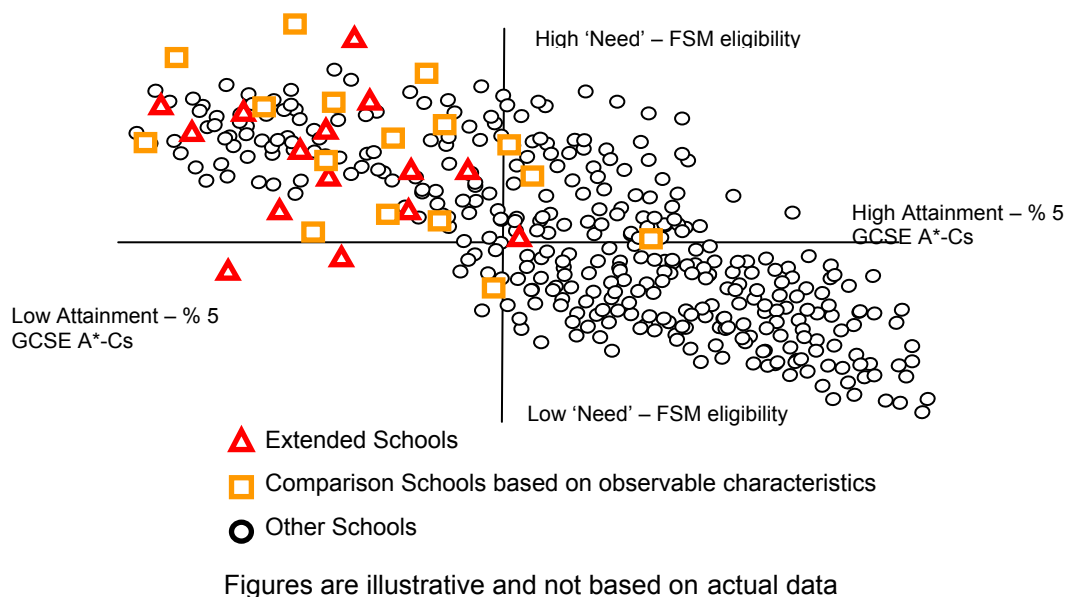 High ‘Need’ – FSM eligibility
High Attainment – % 5
GCSE A*-Cs
Low Attainment – % 5
GCSE A*-Cs
Low ‘Need’ – FSM eligibility
Extended Schools
Comparison Schools based on observable characteristics
Other Schools
Figures are illustrative and not based on actual data